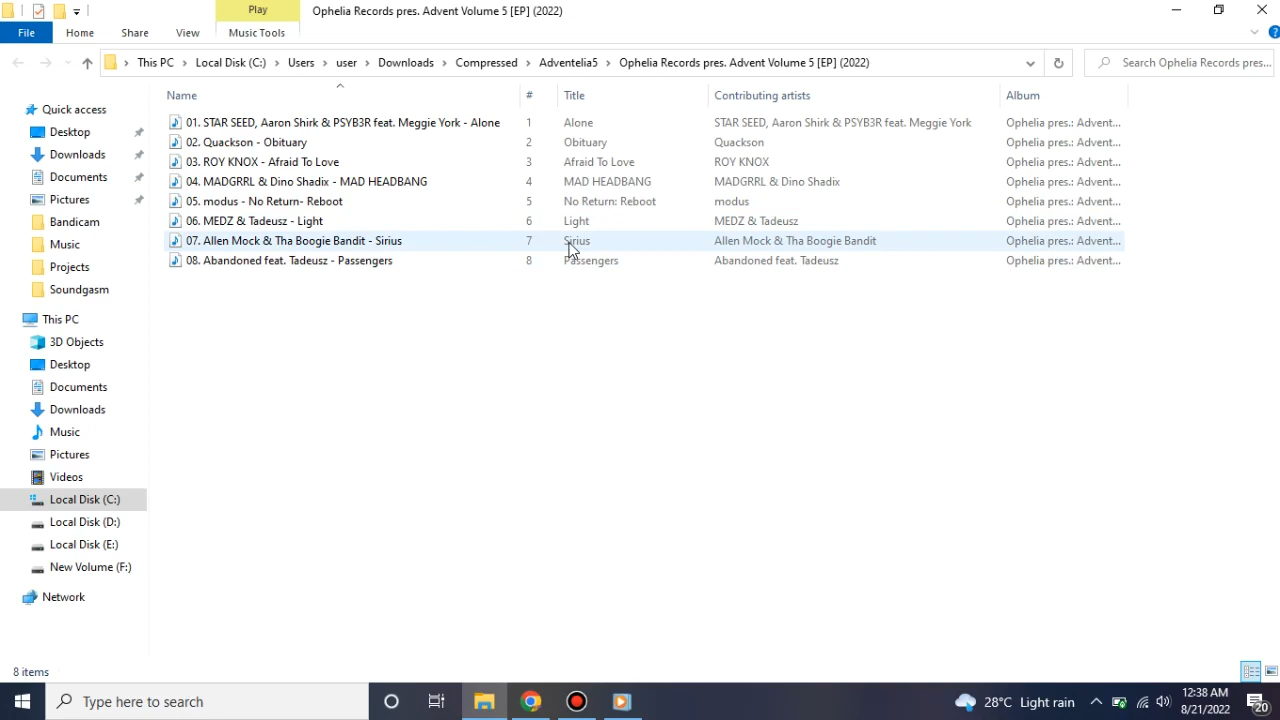 Play
Ophelia Records pres. Advent Volume 5 [EP] (2022)
File Home Share View Music Tools
This PC Local Disk (C:) Users user Downloads Compressed Adventelia5 Ophelia Records pres. Advent Volume 5 [EP] (2022)
Search Ophelia Records pres...
Name # Title Contributing artists Album
01. STAR SEED, Aaron Shirk & PSYB3R feat. Meggie York - Alone 1 Alone STAR SEED, Aaron Shirk & PSYB3R feat. Meggie York Ophelia pres.: Advent...
02. Quackson - Obituary 2 Obituary Quackson Ophelia pres.: Advent...
03. ROY KNOX - Afraid To Love 3 Afraid To Love ROY KNOX Ophelia pres.: Advent...
04. MADGRRL & Dino Shadix - MAD HEADBANG 4 MAD HEADBANG MADGRRL & Dino Shadix Ophelia pres.: Advent...
05. modus - No Return- Reboot 5 No Return: Reboot modus Ophelia pres.: Advent...
06. MEDZ & Tadeusz - Light 6 Light MEDZ & Tadeusz Ophelia pres.: Advent...
07. Allen Mock & Tha Boogie Bandit - Sirius 7 Sirius Allen Mock & Tha Boogie Bandit Ophelia pres.: Advent...
08. Abandoned feat. Tadeusz - Passengers 8 Passengers Abandoned feat. Tadeusz Ophelia pres.: Advent...
Quick access
Desktop
Downloads
Documents
Pictures
Bandicam
Music
Projects
Soundgasm
This PC
3D Objects
Desktop
Documents
Downloads
Music
Pictures
Videos
Local Disk (C:)
Local Disk (D:)
Local Disk (E:)
New Volume (F:)
Network
8 items
Type here to search
28°C Light rain
12:38 AM
8/21/2022
20